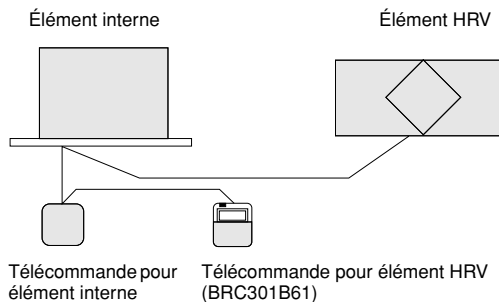 Élément interne
Élément HRV
Télécommande pour
élément interne
Télécommande pour élément HRV
(BRC301B61)